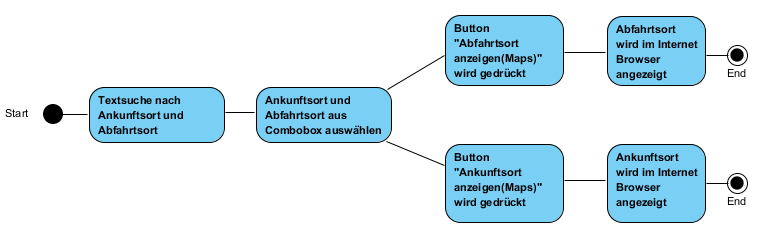 Start
Textsuche nach
Ankunftsort und
Abfahrtsort
Ankunftsort und
Abfahrtsort aus
Combobox auswählen
Button
"Abfahrtsort
anzeigen(Maps)"
wird gedrückt
Abfahrtsort
wird im Internet
Browser
angezeigt
End
Button
"Ankunftsort
anzeigen(Maps)"
wird gedrückt
Ankunftsort
wird im Internet
Browser
angezeigt
End